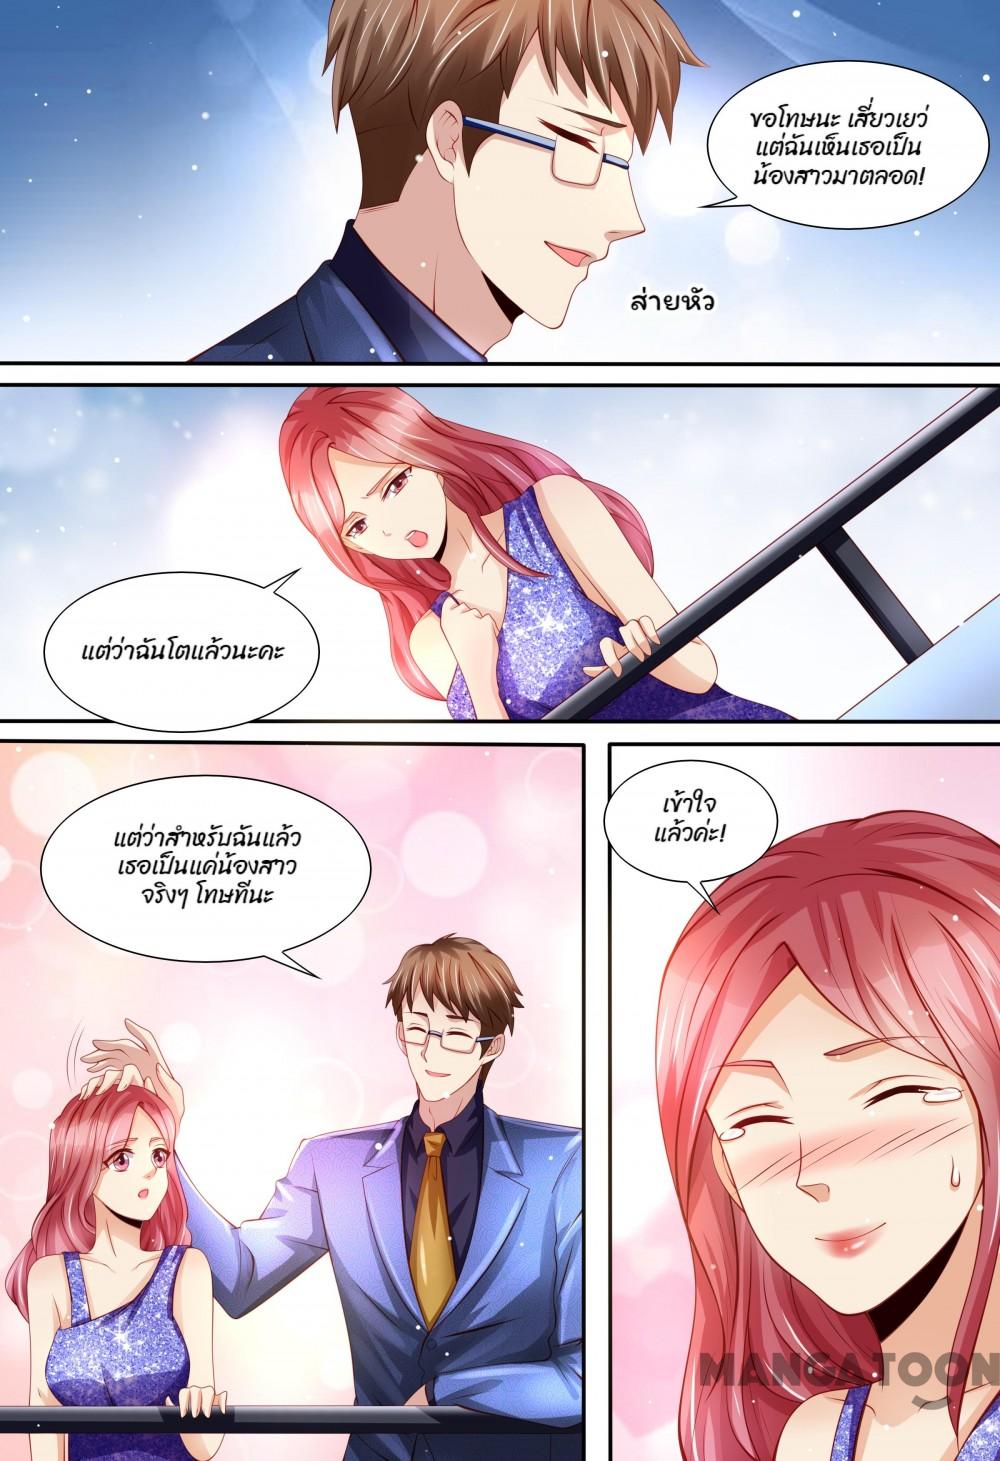 ขอโทษนะ เสี่ยวเยว่
แต่ฉันเห็นเธอเป็น
น้องสาวมาตลอด!
ส่ายหัว
แต่ว่าฉันโตแล้วนะคะ
แต่ว่าสำหรับฉันแล้ว
เธอเป็นแค่น้องสาว
จริงๆ โทษทีนะ
เข้าใจ
แล้วค่ะ!
MANGATOON